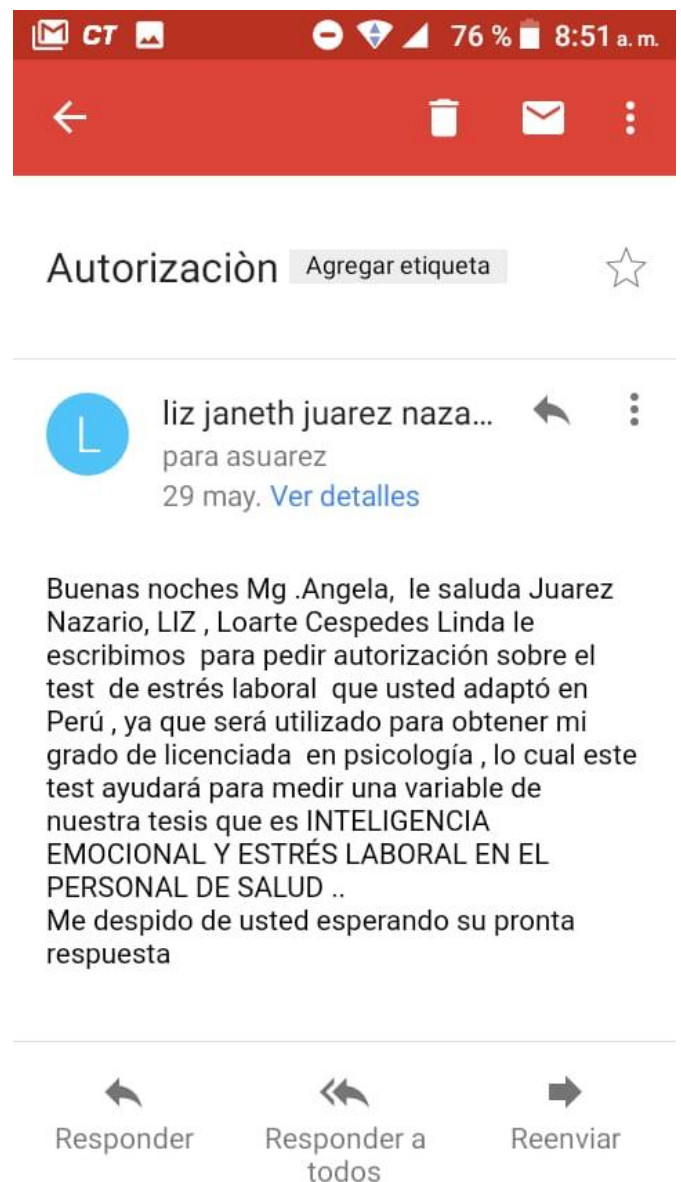 CT 76 % 8:51 a. m.
Autorizaciòn Agregar etiqueta
L
liz janeth juarez naza...
para asuarez
29 may. Ver detalles
Buenas noches Mg .Angela, le saluda Juarez
Nazario, LIZ , Loarte Cespedes Linda le
escribimos para pedir autorización sobre el
test de estrés laboral que usted adaptó en
Perú , ya que será utilizado para obtener mi
grado de licenciada en psicología , lo cual este
test ayudará para medir una variable de
nuestra tesis que es INTELIGENCIA
EMOCIONAL Y ESTRÉS LABORAL EN EL
PERSONAL DE SALUD ..
Me despido de usted esperando su pronta
respuesta
Responder Responder a Reenviar
todos